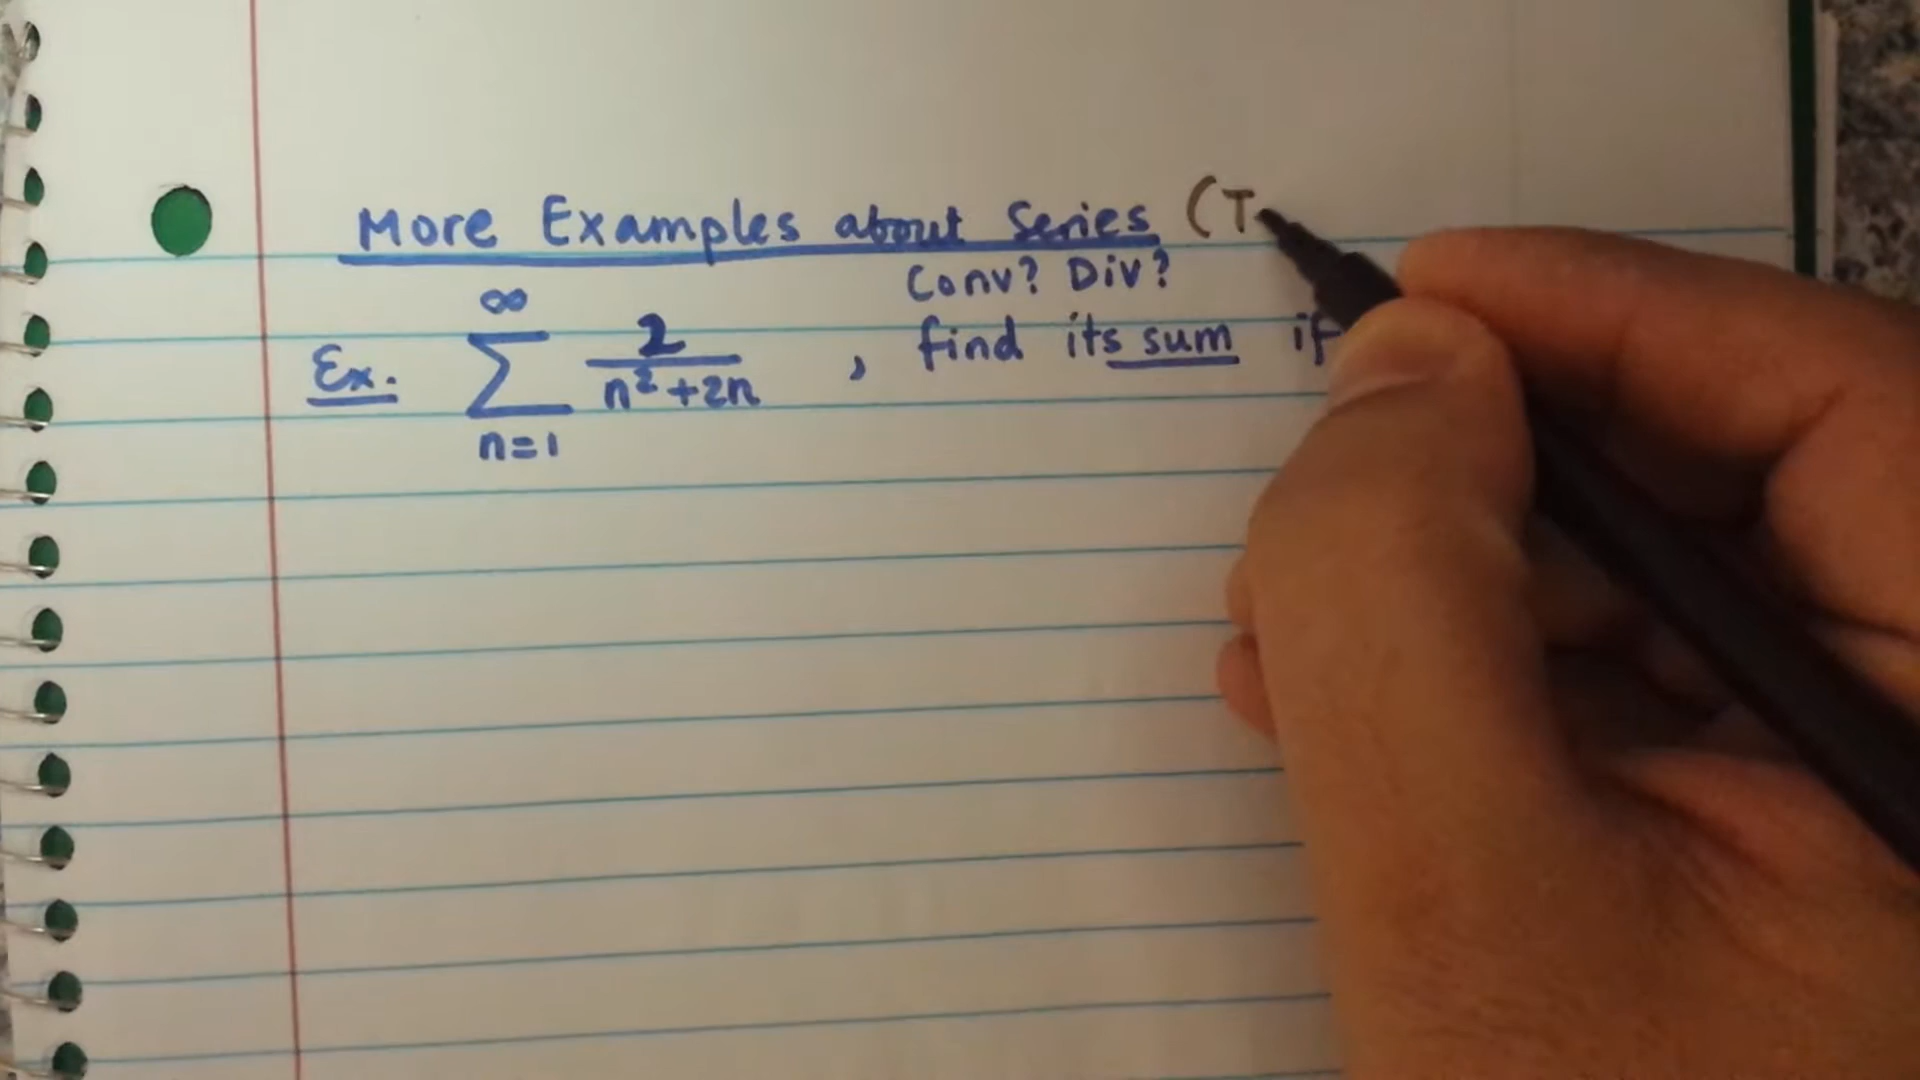 More Examples about Series (T
Conv? Div?
Ex. ∞ ∑ n=1 2/(n²+2n) , find its sum if